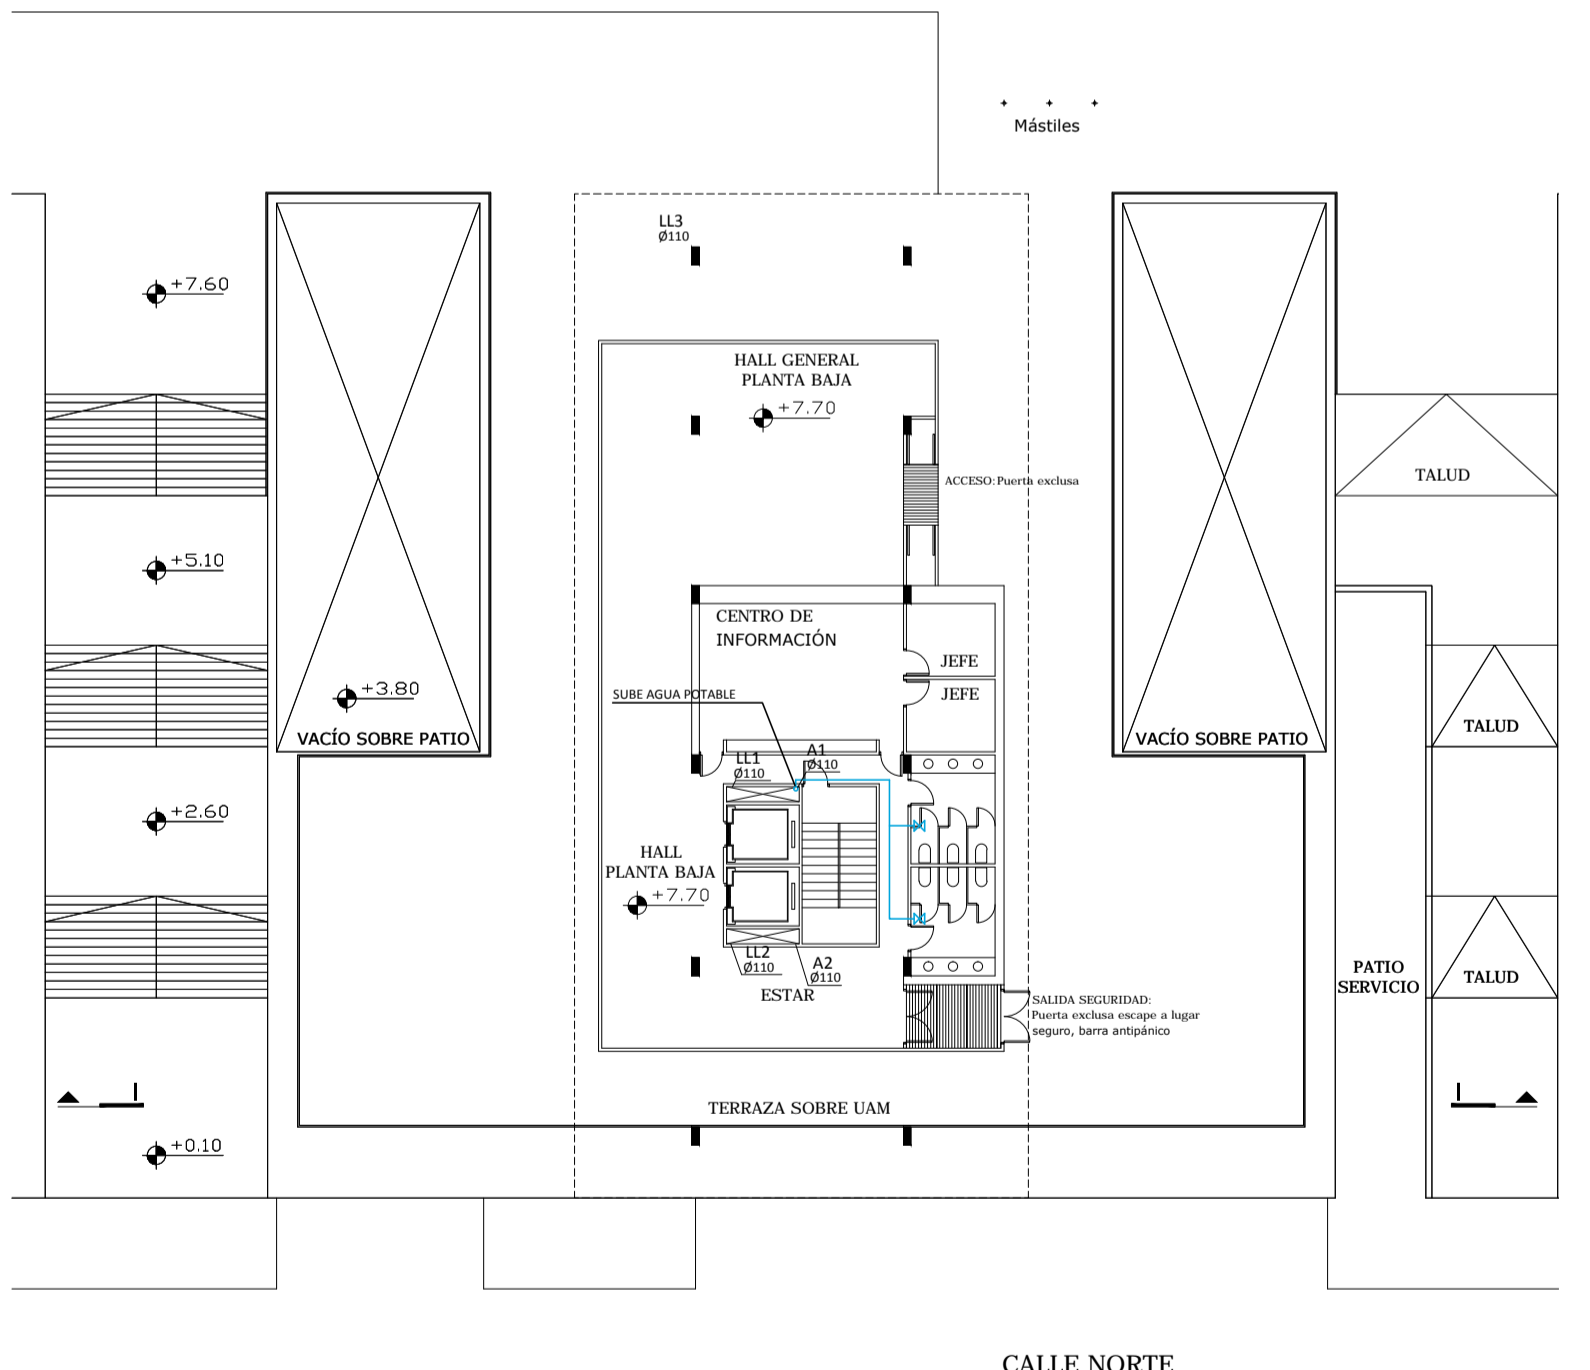 Mástiles
LL3
Ø110
+7.60
HALL GENERAL
PLANTA BAJA
+7.70
ACCESO:Puerta exclusa
TALUD
+5.10
CENTRO DE
INFORMACIÓN
JEFE
JEFE
SUBE AGUA POTABLE
+3.80
VACÍO SOBRE PATIO
VACÍO SOBRE PATIO
TALUD
LL1
Ø110
A1
Ø110
+2.60
HALL
PLANTA BAJA
+7.70
LL2
Ø110
A2
Ø110
ESTAR
PATIO
SERVICIO
TALUD
SALIDA SEGURIDAD:
Puerta exclusa escape a lugar
seguro, barra antipánico
I
I
TERRAZA SOBRE UAM
+0.10
CALLE NORTE